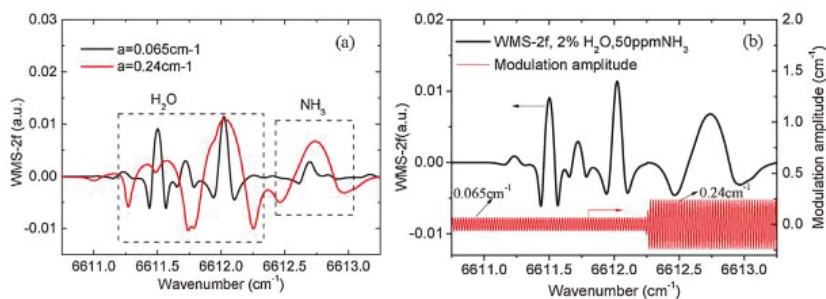 0.03
0.02
0.01
0.00
-0.01
WMS-2f(a.u.)
a=0.065cm-1
a=0.24cm-1
(a)
H₂O
NH₃
6611.0 6611.5 6612.0 6612.5 6613.0
Wavenumber (cm⁻¹)
0.02
0.01
0.00
-0.01
WMS-2f(a.u.)
WMS-2f, 2% H₂O,50ppmNH₃
Modulation amplitude
(b)
0.065cm⁻¹
0.24cm⁻¹
2.0
1.5
1.0
0.5
0.0
Modulation amplitude (cm⁻¹)
6611.0 6611.5 6612.0 6612.5 6613.0
Wavenumber (cm⁻¹)